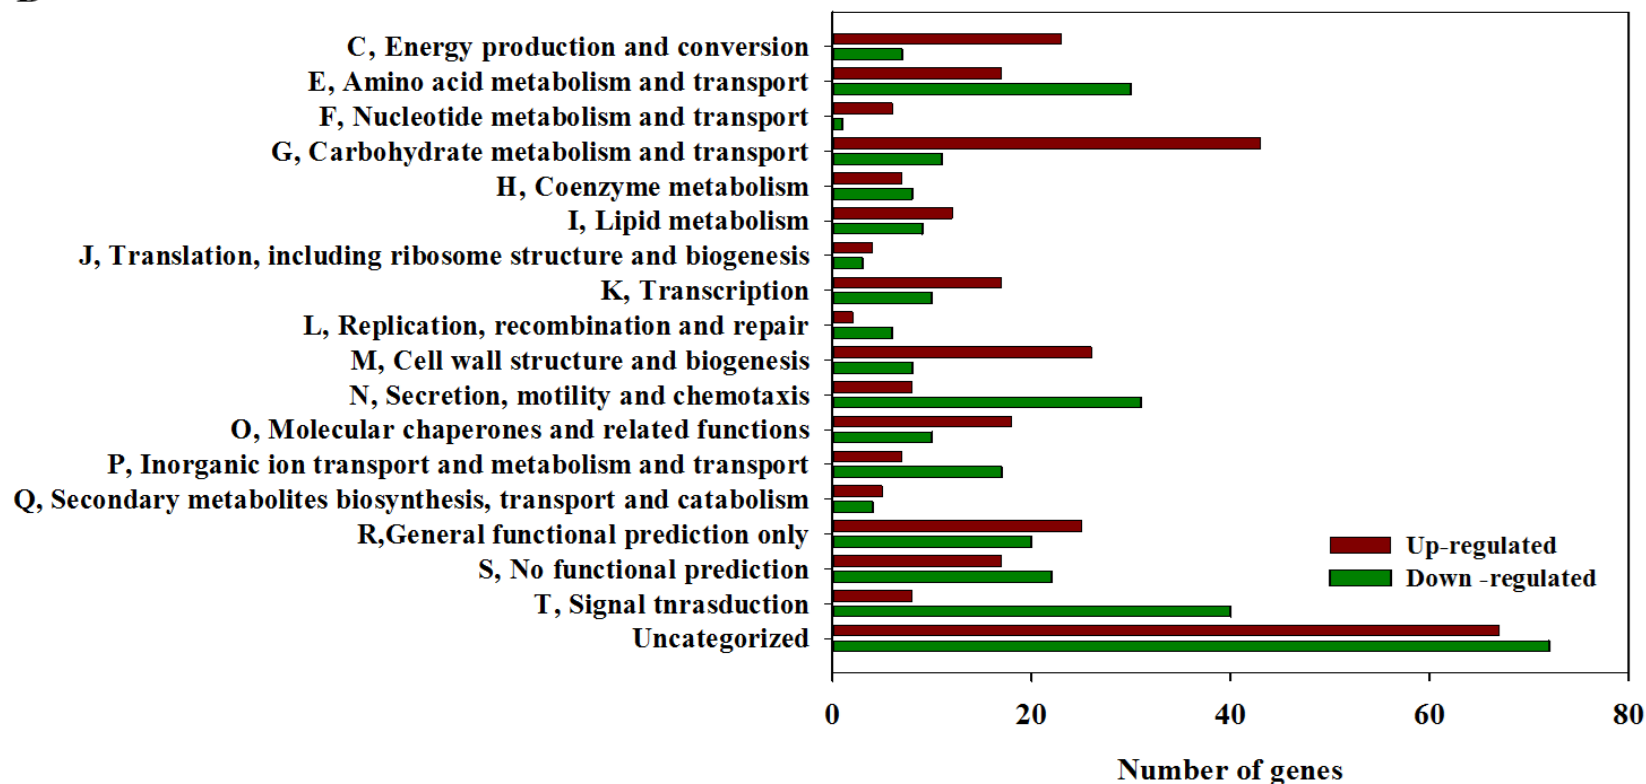 C, Energy production and conversion
E, Amino acid metabolism and transport
F, Nucleotide metabolism and transport
G, Carbohydrate metabolism and transport
H, Coenzyme metabolism
I, Lipid metabolism
J, Translation, including ribosome structure and biogenesis
K, Transcription
L, Replication, recombination and repair
M, Cell wall structure and biogenesis
N, Secretion, motility and chemotaxis
O, Molecular chaperones and related functions
P, Inorganic ion transport and metabolism and transport
Q, Secondary metabolites biosynthesis, transport and catabolism
R,General functional prediction only
S, No functional prediction
T, Signal tnrasduction
Uncategorized
Up-regulated
Down -regulated
0 20 40 60 80
Number of genes